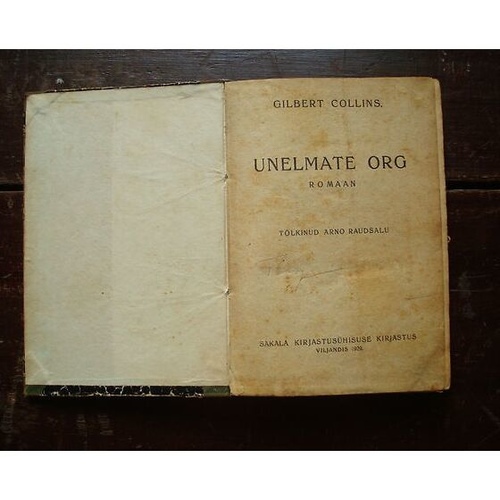 GILBERT COLLINS.
UNELMATE ORG
ROMAAN
TÕLKINUD ARNO RAUDSALU
SAKALA KIRJASTUSÜHISUSE KIRJASTUS
VILJANDIS